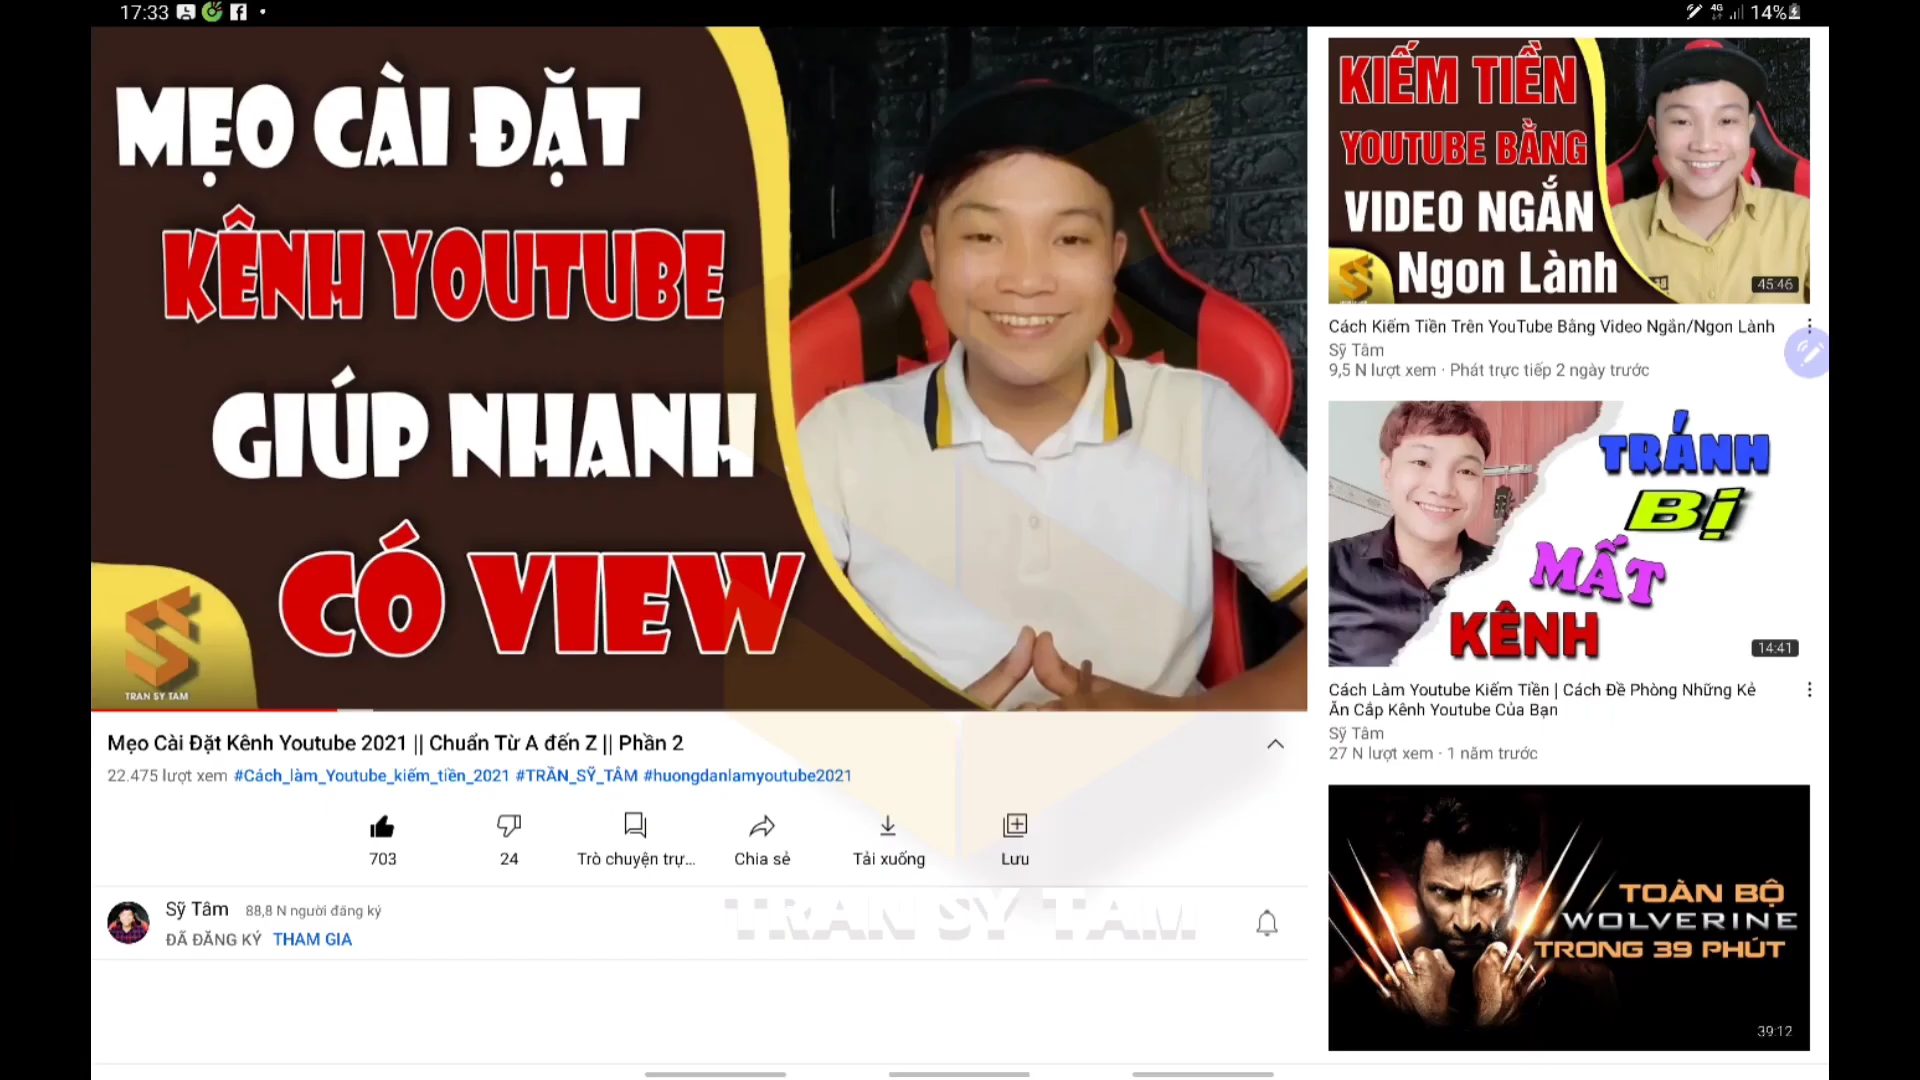 17:33
4G
14%
MẸO CÀI ĐẶT
KÊNH YOUTUBE
GIÚP NHANH
CÓ VIEW
TRAN SY TAM
Mẹo Cài Đặt Kênh Youtube 2021 || Chuẩn Từ A đến Z || Phần 2
22.475 lượt xem #Cách_làm_Youtube_kiếm_tiền_2021 #TRẦN_SỸ_TÂM #huongdanlamyoutube2021
703
24
Trò chuyện trự...
Chia sẻ
Tải xuống
Lưu
Sỹ Tâm 88,8 N người đăng ký
ĐÃ ĐĂNG KÝ THAM GIA
TRAN SY TAM
KIẾM TIỀN
YOUTUBE BẰNG
VIDEO NGẮN
Ngon Lành
45:46
Cách Kiếm Tiền Trên YouTube Bằng Video Ngắn/Ngon Lành
Sỹ Tâm
9,5 N lượt xem · Phát trực tiếp 2 ngày trước
TRÁNH
BỊ
MẤT
KÊNH
14:41
Cách Làm Youtube Kiếm Tiền | Cách Đề Phòng Những Kẻ
Ăn Cắp Kênh Youtube Của Bạn
Sỹ Tâm
27 N lượt xem · 1 năm trước
TOÀN BỘ
WOLVERINE
TRONG 39 PHÚT
39:12